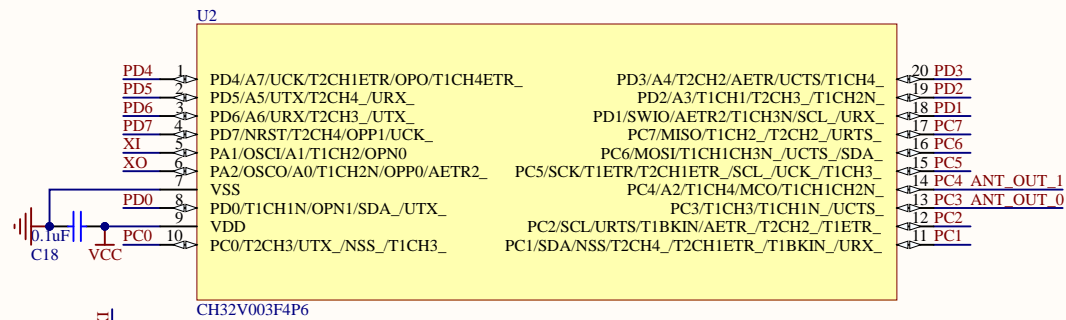 U2
PD4 1 PD4/A7/UCK/T2CH1ETR/OPO/T1CH4ETR_ PD3/A4/T2CH2/AETR/UCTS/T1CH4_ 20 PD3
PD5 2 PD5/A5/UTX/T2CH4_/URX_ PD2/A3/T1CH1/T2CH3_/T1CH2N_ 19 PD2
PD6 3 PD6/A6/URX/T2CH3_/UTX_ PD1/SWIO/AETR2/T1CH3N/SCL_/URX_ 18 PD1
PD7 4 PD7/NRST/T2CH4/OPP1/UCK_ PC7/MISO/T1CH2_/T2CH2_/URTS_ 17 PC7
XI 5 PA1/OSCI/A1/T1CH2/OPN0 PC6/MOSI/T1CH1CH3N_/UCTS_/SDA_ 16 PC6
XO 6 PA2/OSCO/A0/T1CH2N/OPP0/AETR2_ PC5/SCK/T1ETR/T2CH1ETR_/SCL_/UCK_/T1CH3_ 15 PC5
7 VSS PC4/A2/T1CH4/MCO/T1CH1CH2N_ 14 PC4 ANT_OUT_1
PD0 8 PD0/T1CH1N/OPN1/SDA_/UTX_ PC3/T1CH3/T1CH1N_/UCTS_ 13 PC3 ANT_OUT_0
9 VDD PC2/SCL/URTS/T1BKIN/AETR_/T2CH2_/T1ETR_ 12 PC2
0.1uF PC0 10 PC0/T2CH3/UTX_/NSS_/T1CH3_ PC1/SDA/NSS/T2CH4_/T2CH1ETR_/T1BKIN_/URX_ 11 PC1
C18 VCC
CH32V003F4P6